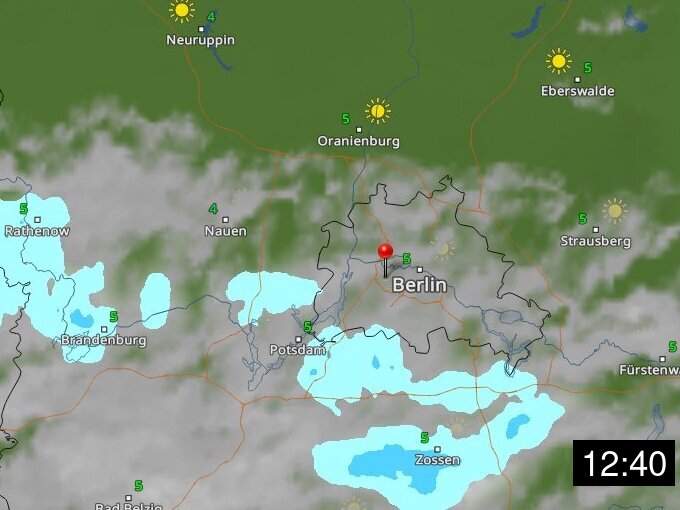 4
Neuruppin
5
Eberswalde
5
Oranienburg
5
Rathenow
4
Nauen
5
Strausberg
5
Berlin
5
Brandenburg
5
Potsdam
5
Fürstenwa
5
Zossen
12:40
5
Bad Belzig